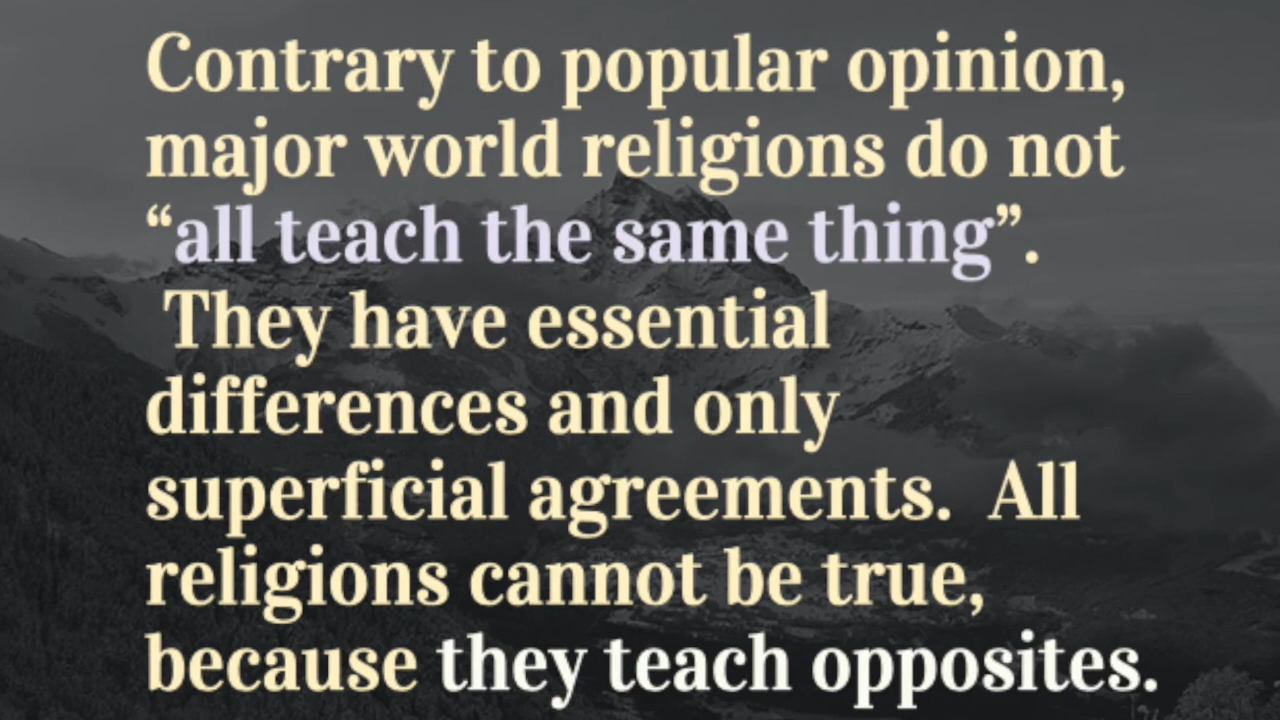 Contrary to popular opinion,
major world religions do not
“all teach the same thing”.
They have essential
differences and only
superficial agreements.  All
religions cannot be true,
because they teach opposites.